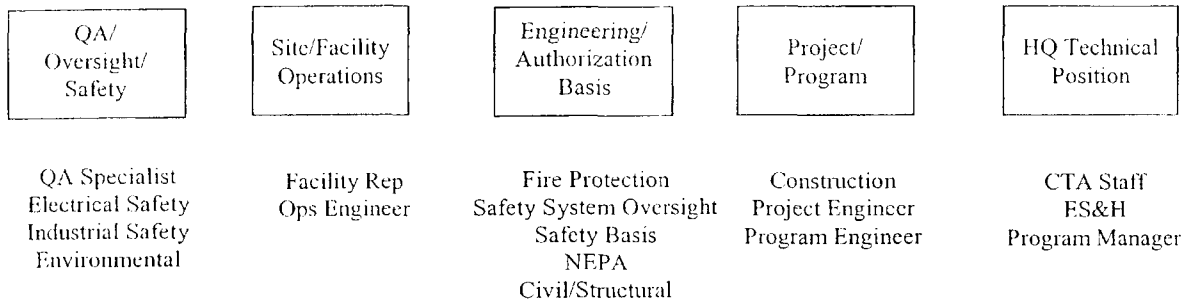 QA/
Oversight/
Safety
Site/Facility
Operations
Engineering/
Authorization
Basis
Project/
Program
HQ Technical
Position
QA Specialist
Electrical Safety
Industrial Safety
Environmental
Facility Rep
Ops Engineer
Fire Protection
Safety System Oversight
Safety Basis
NEPA
Civil/Structural
Construction
Project Engineer
Program Engineer
CTA Staff
ES&H
Program Manager